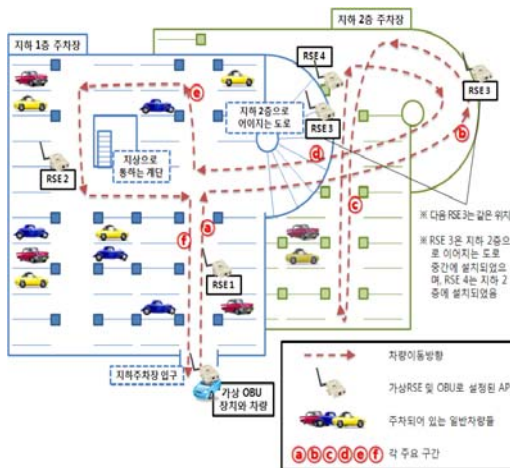 지하 1층 주차장
지하 2층 주차장
RSE 4
RSE 3
RSE 3
ⓔ
ⓑ
지하 2층으로
이어지는 도로
ⓓ
지상으로
통하는 계단
RSE 2
ⓒ
※ 다음 RSE 3는 같은 위치
※ RSE 3은 지하 2층으
로 이어지는 도로
중간에 설치되었으
며, RSE 4는 지하 2
층에 설치되었음
ⓕ
ⓐ
RSE 1
지하주차장 입구
가상 OBU
장치와 차량
차량이동방향
가상RSE 및 OBU로 설정된 AP
주차되어 있는 일반차량들
ⓐⓑⓒⓓⓔⓕ 각 주요 구간